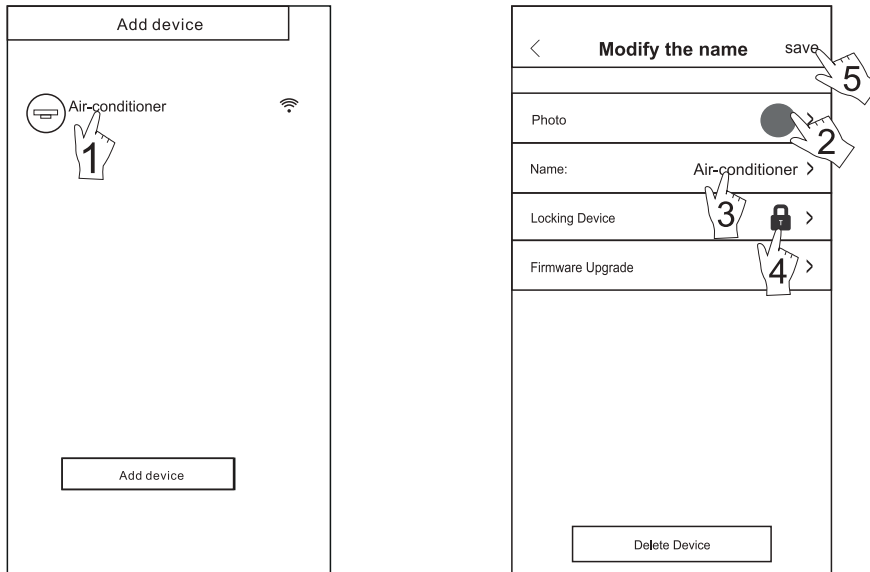 Add device
Air-conditioner
1
Add device
Modify the name save
5
Photo
2
Name: Air-conditioner
3
Locking Device
T
4
Firmware Upgrade
Delete Device